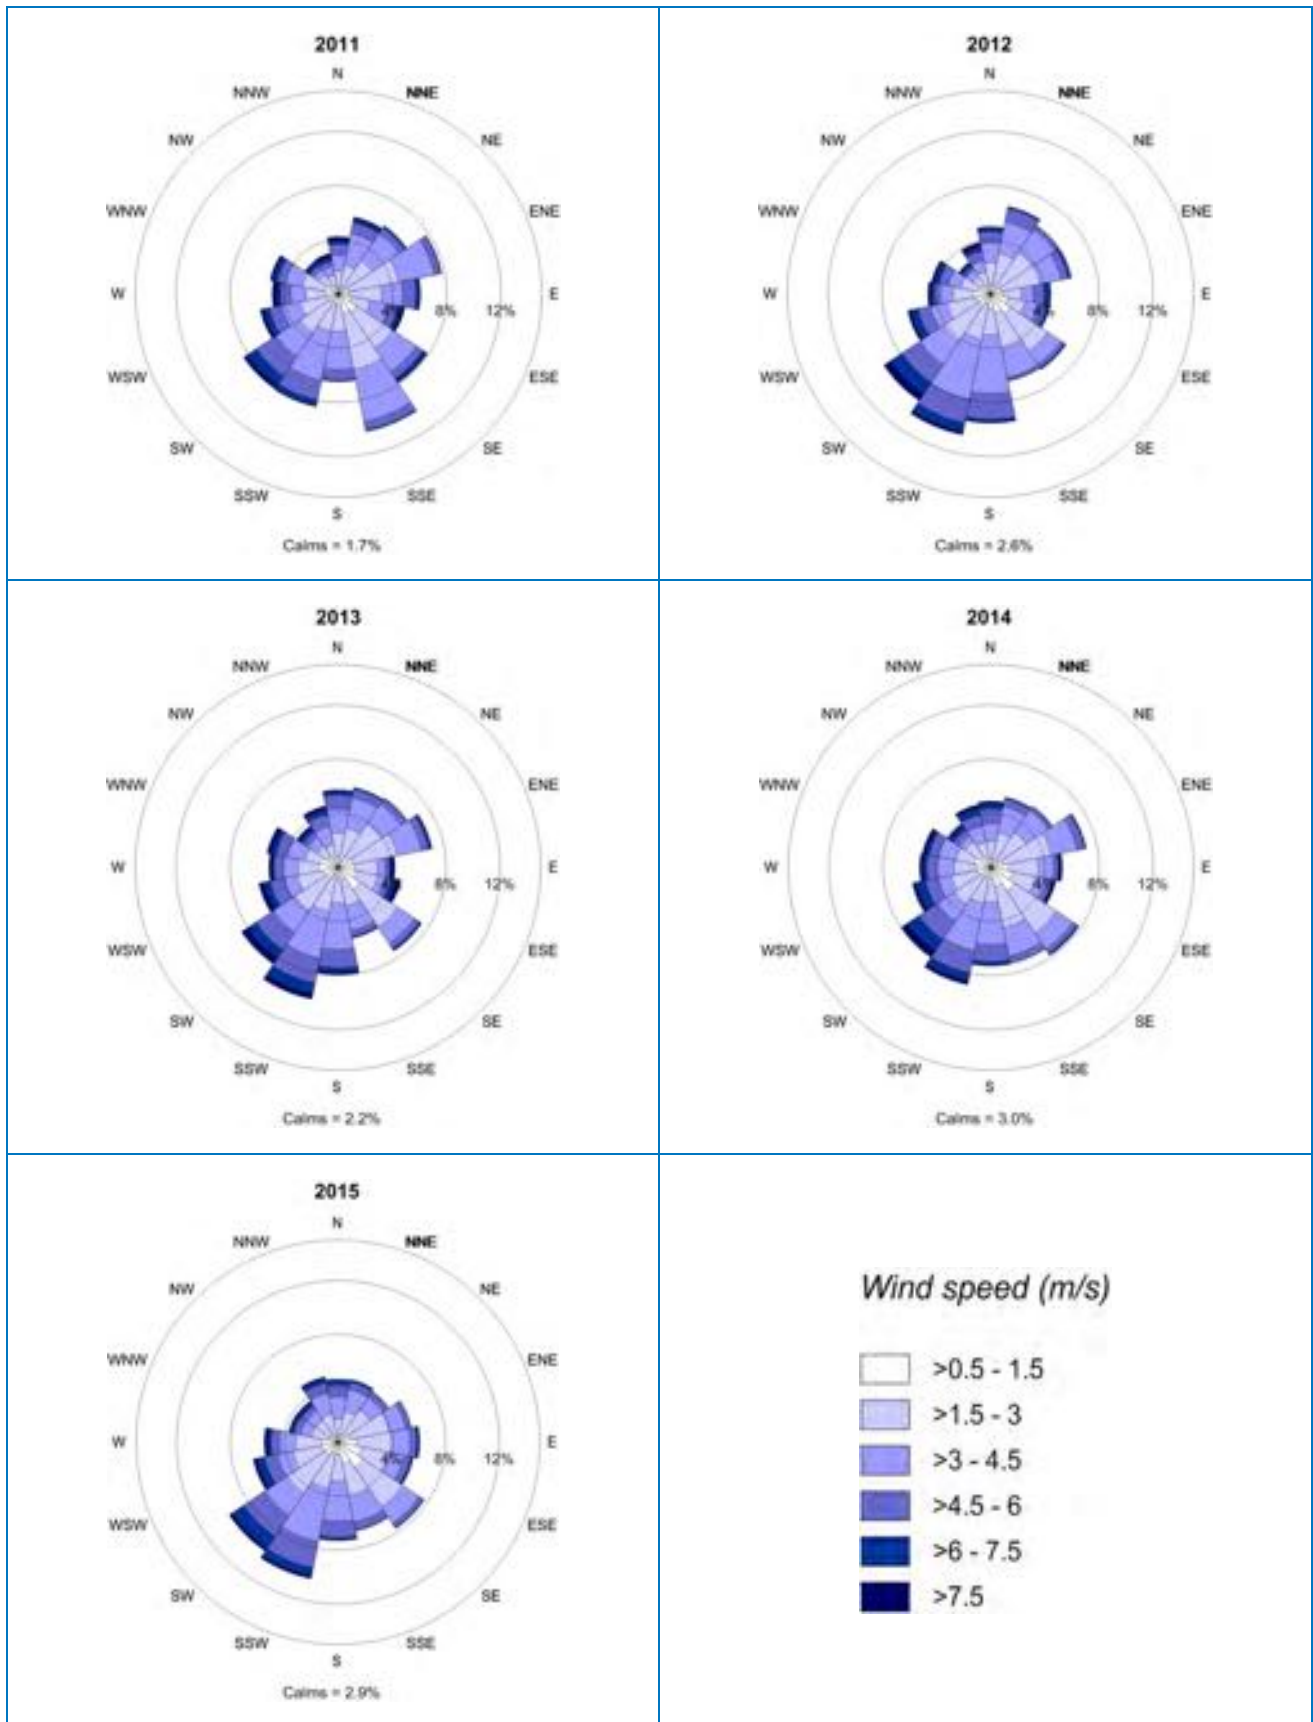 2011
N
NNW
NNE
NW
NE
WNW
ENE
W
E
4%
8%
12%
WSW
ESE
SW
SE
SSW
SSE
S
Calms = 1.7%
2012
N
NNW
NNE
NW
NE
WNW
ENE
W
E
4%
8%
12%
WSW
ESE
SW
SE
SSW
SSE
S
Calms = 2.6%
2013
N
NNW
NNE
NW
NE
WNW
ENE
W
E
4%
8%
12%
WSW
ESE
SW
SE
SSW
SSE
S
Calms = 2.2%
2014
N
NNW
NNE
NW
NE
WNW
ENE
W
E
4%
8%
12%
WSW
ESE
SW
SE
SSW
SSE
S
Calms = 3.0%
2015
N
NNW
NNE
NW
NE
WNW
ENE
W
E
4%
8%
12%
WSW
ESE
SW
SE
SSW
SSE
S
Calms = 2.9%
Wind speed (m/s)
>0.5 - 1.5
>1.5 - 3
>3 - 4.5
>4.5 - 6
>6 - 7.5
>7.5